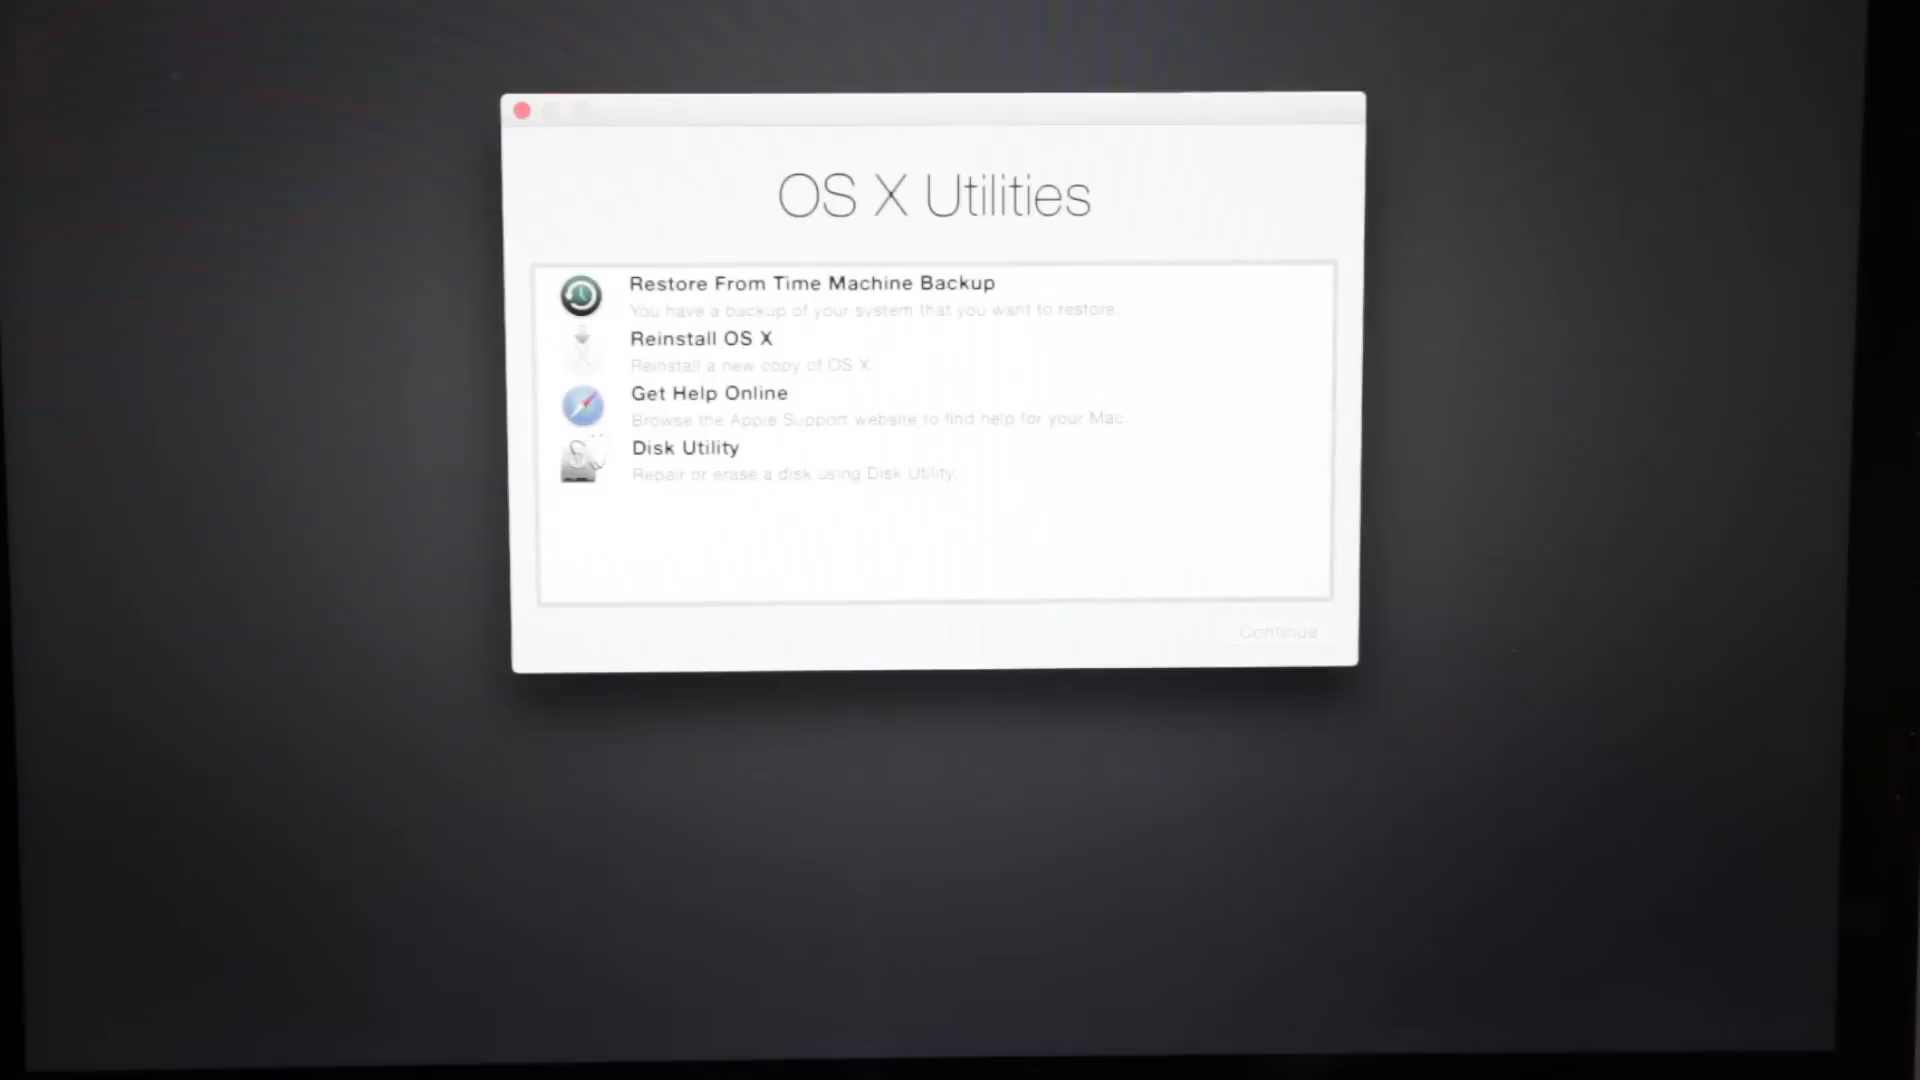 OS X Utilities
Restore From Time Machine Backup
You have a backup of your system that you want to restore.
Reinstall OS X
Reinstall a new copy of OS X.
Get Help Online
Browse the Apple Support website to find help for your Mac.
Disk Utility
Repair or erase a disk using Disk Utility.
Continue